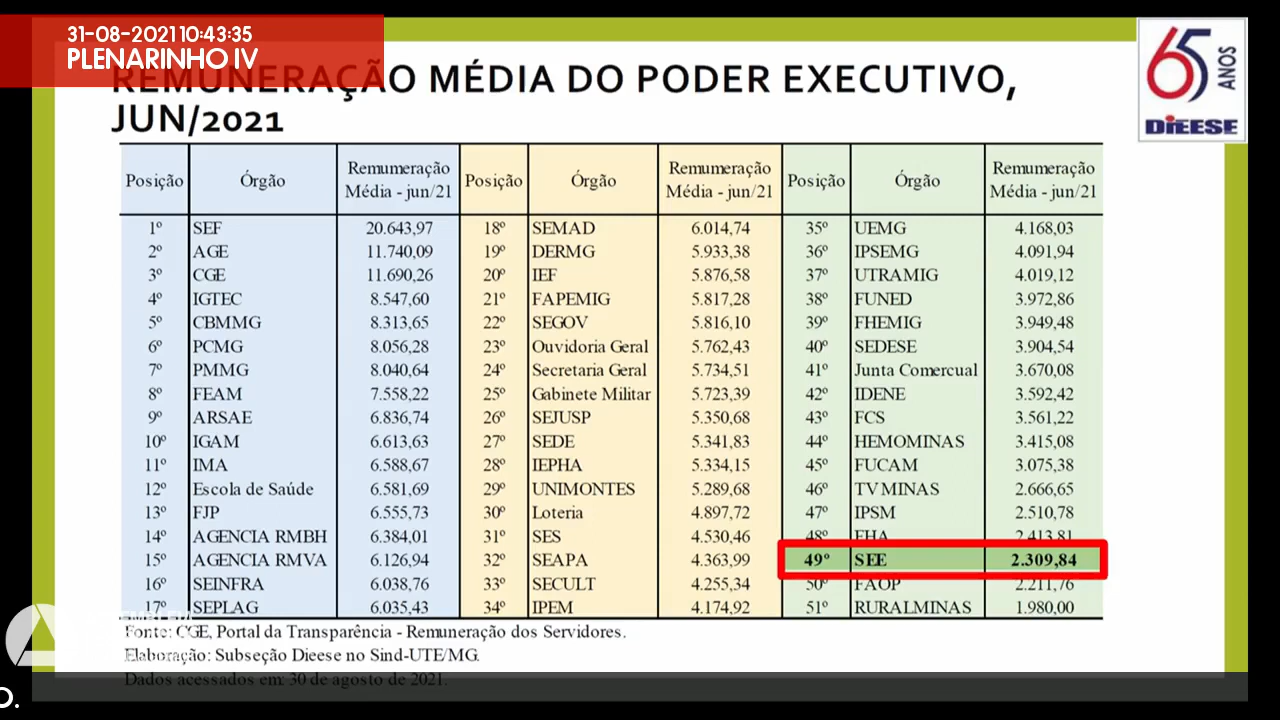 31-08-2021 10:43:35
PLENARINHO IV
REMUNERAÇÃO MÉDIA DO PODER EXECUTIVO,
JUN/2021
65 ANOS
DIEESE
Posição Órgão Remumeração Média - jun/21 Posição Órgão Remumeração Média - jun/21 Posição Órgão Remumeração Média - jun/21
1º SEF 20.643,97 18º SEMAD 6.014,74 35º UEMG 4.168,03
2º AGE 11.740,09 19º DERMG 5.933,38 36º IPSEMG 4.091,94
3º CGE 11.690,26 20º IEF 5.876,58 37º UTRAMIG 4.019,12
4º IGTEC 8.547,60 21º FAPEMIG 5.817,28 38º FUNED 3.972,86
5º CBMMG 8.313,65 22º SEGOV 5.816,10 39º FHEMIG 3.949,48
6º PCMG 8.056,28 23º Ouvidoria Geral 5.762,43 40º SEDESE 3.904,54
7º PMMG 8.040,64 24º Secretaria Geral 5.734,51 41º Junta Comercual 3.670,08
8º FEAM 7.558,22 25º Gabinete Militar 5.723,39 42º IDENE 3.592,42
9º ARSAE 6.836,74 26º SEJUSP 5.350,68 43º FCS 3.561,22
10º IGAM 6.613,63 27º SEDE 5.341,83 44º HEMOMINAS 3.415,08
11º IMA 6.588,67 28º IEPHA 5.334,15 45º FUCAM 3.075,38
12º Escola de Saúde 6.581,69 29º UNIMONTES 5.289,68 46º TV MINAS 2.666,65
13º FJP 6.555,73 30º Loteria 4.897,72 47º IPSM 2.510,78
14º AGENCIA RMBH 6.384,01 31º SES 4.530,46 48º FHA 2.413,81
15º AGENCIA RMVA 6.126,94 32º SEAPA 4.363,99 49º SEE 2.309,84
16º SEINFRA 6.038,76 33º SECULT 4.255,34 50º FAOP 2.211,76
17º SEPLAG 6.035,43 34º IPEM 4.174,92 51º RURALMINAS 1.980,00
Fonte: CGE, Portal da Transparência - Remuneração dos Servidores.
Elaboração: Subseção Dieese no Sind-UTE/MG.
Dados acessados em: 30 de agosto de 2021.
O.